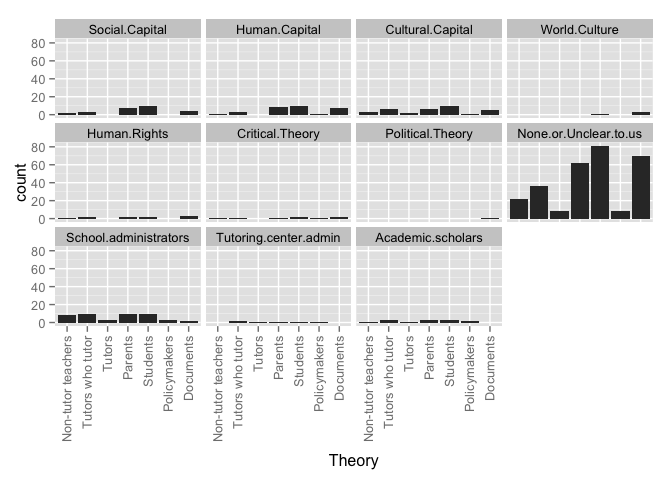 Social.Capital Human.Capital Cultural.Capital World.Culture
80
60
40
20
0
Human.Rights Critical.Theory Political.Theory None.or.Unclear.to.us
80
60
40
20
0
count
School.administrators Tutoring.center.admin Academic.scholars
80
60
40
20
0
Non-tutor teachers
Tutors who tutor
Tutors
Parents
Students
Policymakers
Documents
Non-tutor teachers
Tutors who tutor
Tutors
Parents
Students
Policymakers
Documents
Non-tutor teachers
Tutors who tutor
Tutors
Parents
Students
Policymakers
Documents
Theory